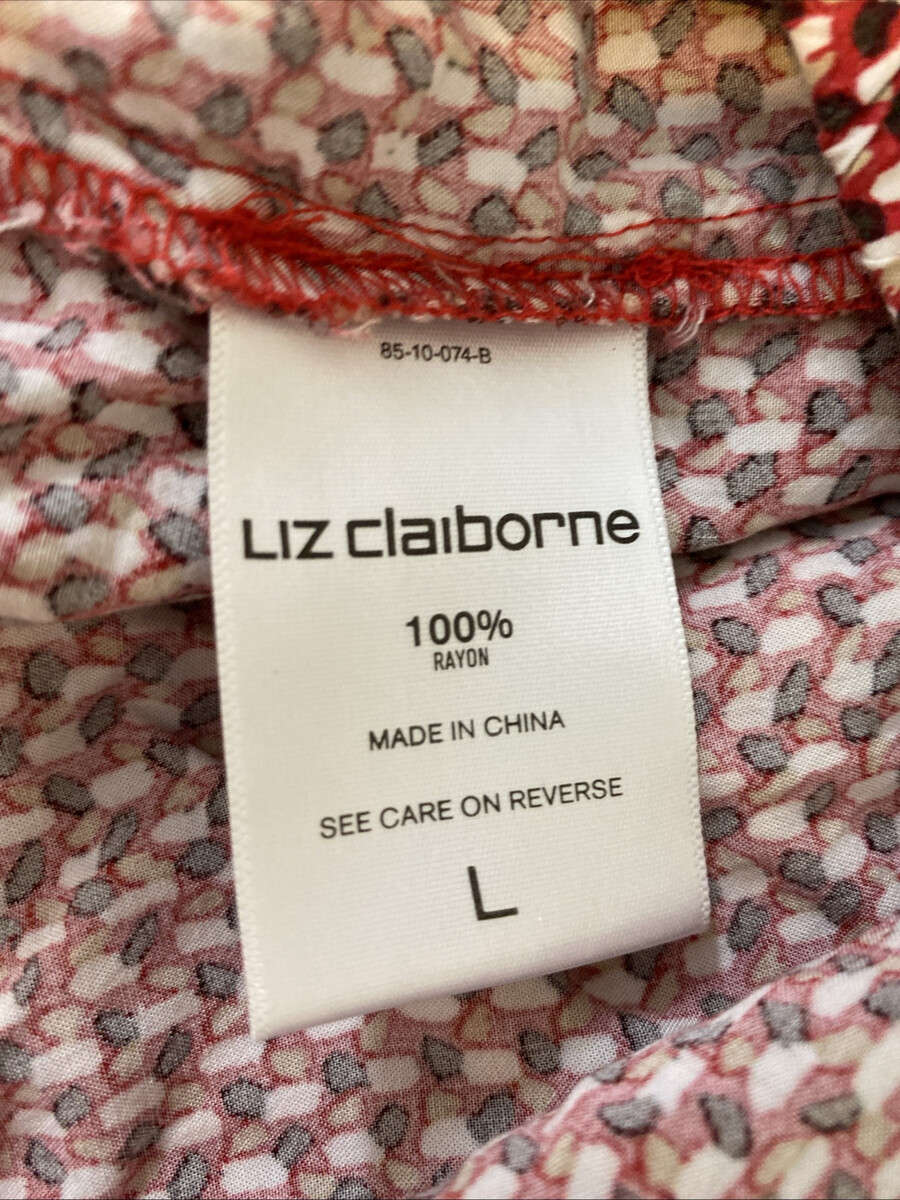 85-10-074-B
Liz claiborne
100%
RAYON
MADE IN CHINA
SEE CARE ON REVERSE
L